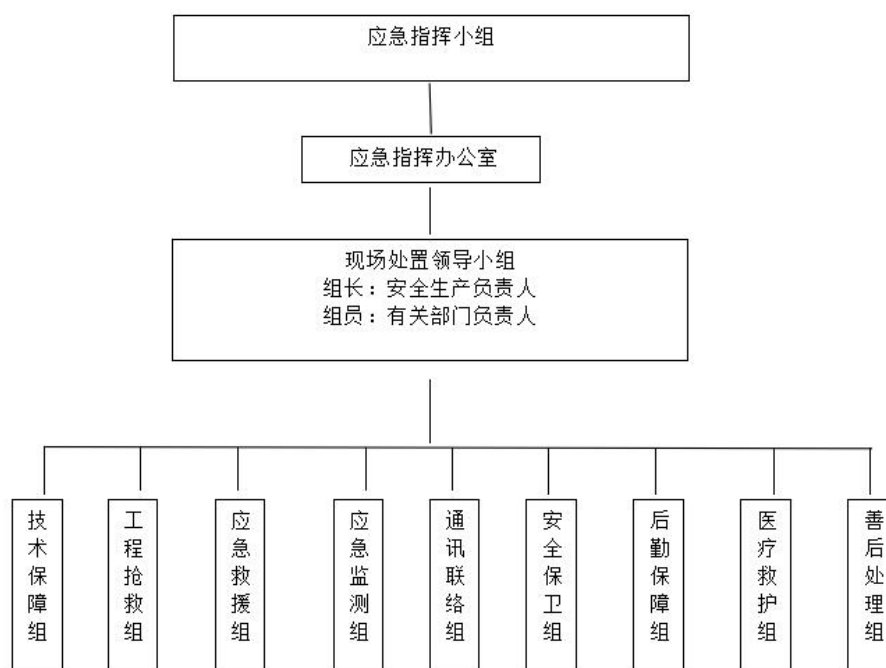 应急指挥小组
应急指挥办公室
现场处置领导小组
组长：安全生产负责人
组员：有关部门负责人
技术保障组
工程抢救组
应急救援组
应急监测组
通讯联络组
安全保卫组
后勤保障组
医疗救护组
善后处理组